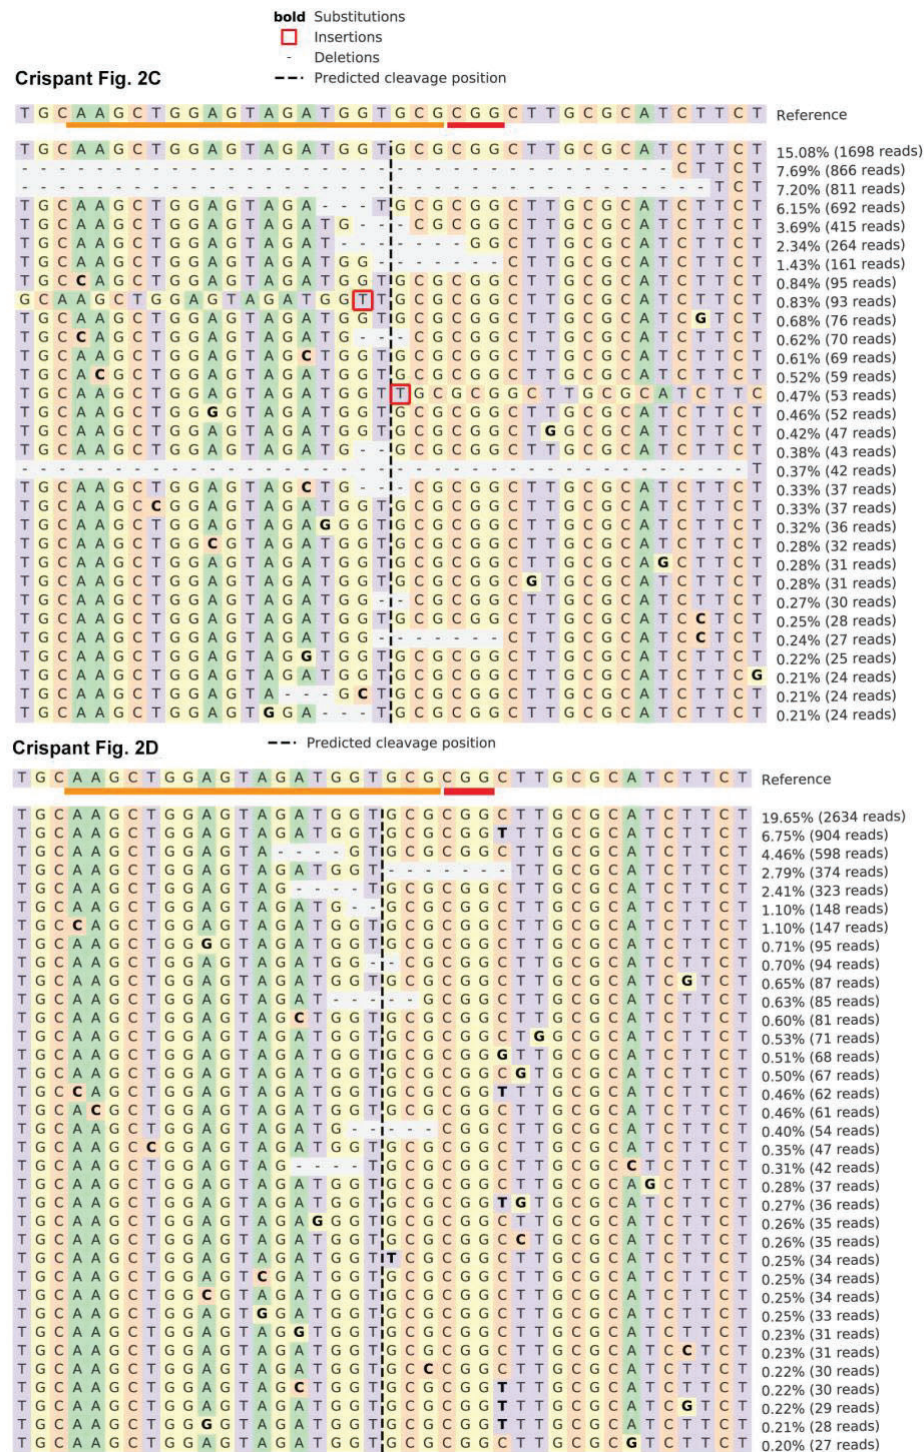 bold Substitutions
Insertions
- Deletions
Predicted cleavage position
Crispant Fig. 2C
T G C A A G C T G G A G T A G A T G G T G C G C G G C T T G C G C A T C T T C T Reference
T G C A A G C T G G A G T A G A T G G T G C G C G G C T T G C G C A T C T T C T 15.08% (1698 reads)
- - - - - - - - - - - - - - - - - - - - - - - - - - - - - - - - - - - C T T C T 7.69% (866 reads)
- - - - - - - - - - - - - - - - - - - - - - - - - - - - - - - - - - - - - T C T 7.20% (811 reads)
T G C A A G C T G G A G T A G A - - - T G C G C G G C T T G C G C A T C T T C T 6.15% (692 reads)
T G C A A G C T G G A G T A G A T G - - - C G C G G C T T G C G C A T C T T C T 3.69% (415 reads)
T G C A A G C T G G A G T A G A T - - - - - - - G G C T T G C G C A T C T T C T 2.34% (264 reads)
T G C A A G C T G G A G T A G A T G G - - - - - - - C T T G C G C A T C T T C T 1.43% (161 reads)
T G C C A G C T G G A G T A G A T G G T G C G C G G C T T G C G C A T C T T C T 0.84% (95 reads)
G C A A G C T G G A G T A G A T G G T T G C G C G G C T T G C G C A T C T T C T 0.83% (93 reads)
T G C A A G C T G G A G T A G A T G G T G C G C G G C T T G C G C A T C G T C T 0.68% (76 reads)
T G C C A G C T G G A G T A G A T G - - - C G C G G C T T G C G C A T C T T C T 0.62% (70 reads)
T G C A A G C T G G A G T A G C T G G T G C G C G G C T T G C G C A T C T T C T 0.61% (69 reads)
T G C A C G C T G G A G T A G A T G G T G C G C G G C T T G C G C A T C T T C T 0.52% (59 reads)
T G C A A G C T G G A G T A G A T G G T T G C G C G G C T T G C G C A T C T T C 0.47% (53 reads)
T G C A A G C T G G G G T A G A T G G T G C G C G G C T T G C G C A T C T T C T 0.46% (52 reads)
T G C A A G C T G G A G T A G A T G G T G C G C G G C T G G C G C A T C T T C T 0.42% (47 reads)
T G C A A G C T G G A G T A G A T G - - G C G C G G C T T G C G C A T C T T C T 0.38% (43 reads)
- - - - - - - - - - - - - - - - - - - - - - - - - - - - - - - - - - - - - - - T 0.37% (42 reads)
T G C A A G C T G G A G T A G C T G - - - C G C G G C T T G C G C A T C T T C T 0.33% (37 reads)
T G C A A G C C G G A G T A G A T G G T G C G C G G C T T G C G C A T C T T C T 0.33% (37 reads)
T G C A A G C T G G A G T A G A G G G T G C G C G G C T T G C G C A T C T T C T 0.32% (36 reads)
T G C A A G C T G G C G T A G A T G G T G C G C G G C T T G C G C A T C T T C T 0.28% (32 reads)
T G C A A G C T G G A G T A G A T G G T G C G C G G C T T G C G C A G C T T C T 0.28% (31 reads)
T G C A A G C T G G A G T A G A T G G T G C G C G G C G T G C G C A T C T T C T 0.28% (31 reads)
T G C A A G C T G G A G T A G A T G G - - C G C G G C T T G C G C A T C T T C T 0.27% (30 reads)
T G C A A G C T G G A G T A G A T G G T G C G C G G C T T G C G C A T C C T C T 0.25% (28 reads)
T G C A A G C T G G A G T A G A T G G - - - - - - - C T T G C G C A T C C T C T 0.24% (27 reads)
T G C A A G C T G G A G T A G G T G G T G C G C G G C T T G C G C A T C T T C T 0.22% (25 reads)
T G C A A G C T G G A G T A G A T G G T G C G C G G C T T G C G C A T C T T C G 0.21% (24 reads)
T G C A A G C T G G A G T A - - - G C T G C G C G G C T T G C G C A T C T T C T 0.21% (24 reads)
T G C A A G C T G G A G T G G A - - - T G C G C G G C T T G C G C A T C T T C T 0.21% (24 reads)
Crispant Fig. 2D
Predicted cleavage position
T G C A A G C T G G A G T A G A T G G T G C G C G G C T T G C G C A T C T T C T Reference
T G C A A G C T G G A G T A G A T G G T G C G C G G C T T G C G C A T C T T C T 19.65% (2634 reads)
T G C A A G C T G G A G T A G A T G G T G C G C G G T T T G C G C A T C T T C T 6.75% (904 reads)
T G C A A G C T G G A G T A - - - - G T G C G C G G C T T G C G C A T C T T C T 4.46% (598 reads)
T G C A A G C T G G A G T A G A T G G T - - - - - - - T T G C G C A T C T T C T 2.79% (374 reads)
T G C A A G C T G G A G T A G - - - - T G C G C G G C T T G C G C A T C T T C T 2.41% (323 reads)
T G C A A G C T G G A G T A G A T G - - G C G C G G C T T G C G C A T C T T C T 1.10% (148 reads)
T G C C A G C T G G A G T A G A T G G T G C G C G G C T T G C G C A T C T T C T 1.10% (147 reads)
T G C A A G C T G G G G T A G A T G G T G C G C G G C T T G C G C A T C T T C T 0.71% (95 reads)
T G C A A G C T G G A G T A G A T G G - - C G C G G C T T G C G C A T C T T C T 0.70% (94 reads)
T G C A A G C T G G A G T A G A T G G T G C G C G G C T T G C G C A T C G T C T 0.65% (87 reads)
T G C A A G C T G G A G T A G A T - - - - - G C G G C T T G C G C A T C T T C T 0.63% (85 reads)
T G C A A G C T G G A G T A G C T G G T G C G C G G C T T G C G C A T C T T C T 0.60% (81 reads)
T G C A A G C T G G A G T A G A T G G T G C G C G G C T G G C G C A T C T T C T 0.53% (71 reads)
T G C A A G C T G G A G T A G A T G G T G C G C G G G T T G C G C A T C T T C T 0.51% (68 reads)
T G C A A G C T G G A G T A G A T G G T G C G C G G C G T G C G C A T C T T C T 0.50% (67 reads)
T G C C A G C T G G A G T A G A T G G T G C G C G G T T T G C G C A T C T T C T 0.46% (62 reads)
T G C A C G C T G G A G T A G A T G G T G C G C G G C T T G C G C A T C T T C T 0.46% (61 reads)
T G C A A G C T G G A G T A G A T G - - - - - C G G C T T G C G C A T C T T C T 0.40% (54 reads)
T G C A A G C C G G A G T A G A T G G T G C G C G G C T T G C G C A T C T T C T 0.35% (47 reads)
T G C A A G C T G G A G T A G - - - - T G C G C G G C T T G C G C C T C T T C T 0.31% (42 reads)
T G C A A G C T G G A G T A G A T G G T G C G C G G C T T G C G C A G C T T C T 0.28% (37 reads)
T G C A A G C T G G A G T A G A T G G T G C G C G G T G T G C G C A T C T T C T 0.27% (36 reads)
T G C A A G C T G G A G T A G A G G G T G C G C G G C T T G C G C A T C T T C T 0.26% (35 reads)
T G C A A G C T G G A G T A G A T G G T G C G C G G C C T G C G C A T C T T C T 0.26% (35 reads)
T G C A A G C T G G A G T A G A T G G T T C G C G G C T T G C G C A T C T T C T 0.25% (34 reads)
T G C A A G C T G G A G T C G A T G G T G C G C G G C T T G C G C A T C T T C T 0.25% (34 reads)
T G C A A G C T G G C G T A G A T G G T G C G C G G C T T G C G C A T C T T C T 0.25% (34 reads)
T G C A A G C T G G A G T G G A T G G T G C G C G G C T T G C G C A T C T T C T 0.25% (33 reads)
T G C A A G C T G G A G T A G G T G G T G C G C G G C T T G C G C A T C T T C T 0.23% (31 reads)
T G C A A G C T G G A G T A G A T G G T G C G C G G C T T G C G C A T C C T C T 0.23% (31 reads)
T G C A A G C T G G A G T A G A T G G T G C C C G G C T T G C G C A T C T T C T 0.22% (30 reads)
T G C A A G C T G G A G T A G C T G G T G C G C G G T T T G C G C A T C T T C T 0.22% (30 reads)
T G C A A G C T G G A G T A G A T G G T G C G C G G T T T G C G C A T C G T C T 0.22% (29 reads)
T G C A A G C T G G G G T A G A T G G T G C G C G G T T T G C G C A T C T T C T 0.21% (28 reads)
T G C A A G C T G G A G T A G A T G G T G C G C G G C T T G C G C G T C T T C T 0.20% (27 reads)